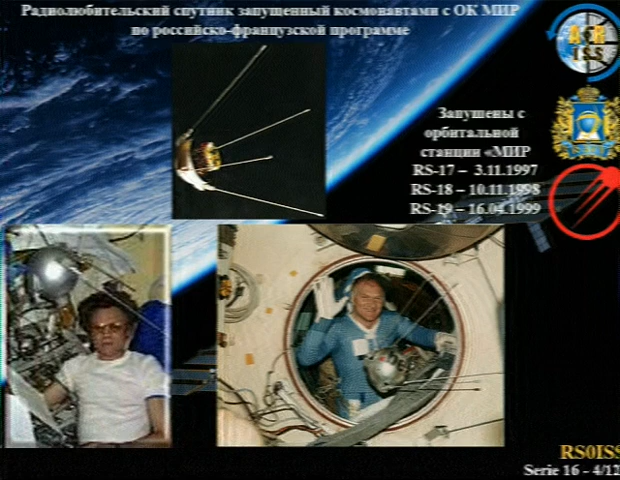 Радиолюбительский спутник запущенный космонавтами с ОК МИР
по российско-французской программе
ARISS
Запущены с
орбитальной
станции «МИР
RS-17 – 3.11.1997
RS-18 – 10.11.1998
RS-19 – 16.04.1999
RS0ISS
Serie 16 - 4/12